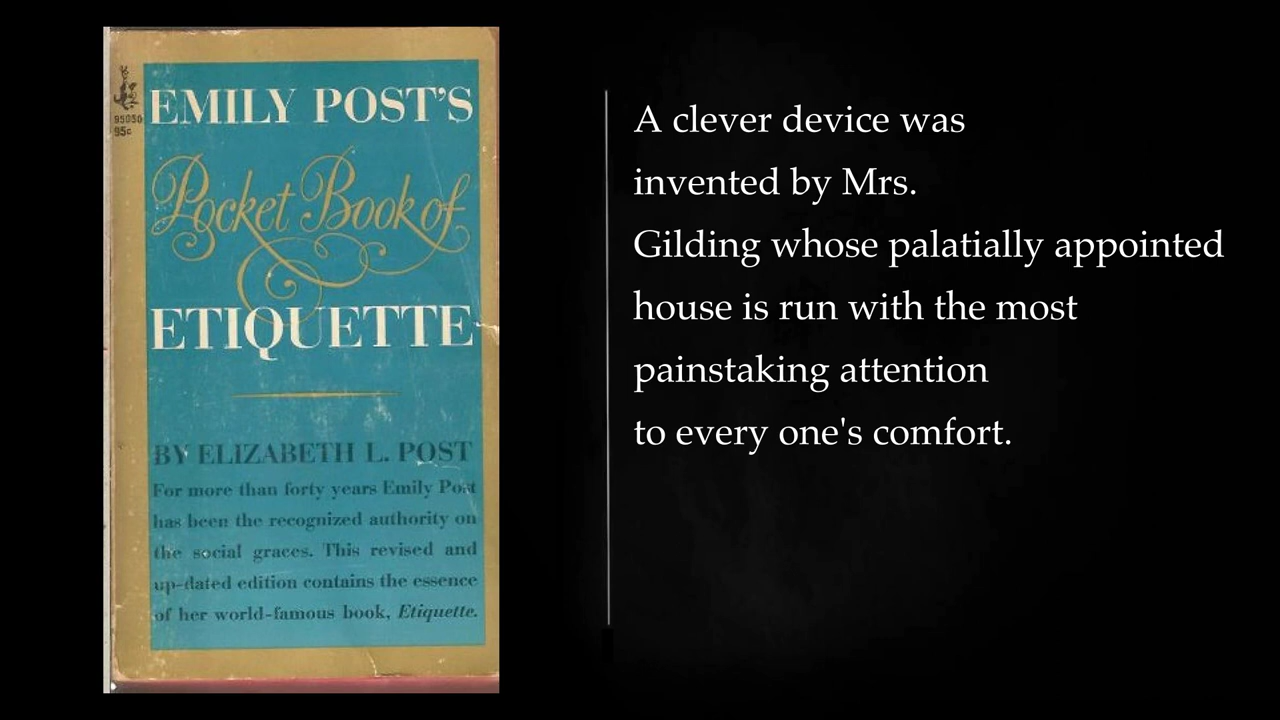 95050
95c
EMILY POST'S
Pocket Book of
ETIQUETTE
BY ELIZABETH L. POST
For more than forty years Emily Post
has been the recognized authority on
the social graces. This revised and
up-dated edition contains the essence
of her world-famous book, Etiquette.
A clever device was
invented by Mrs.
Gilding whose palatially appointed
house is run with the most
painstaking attention
to every one's comfort.